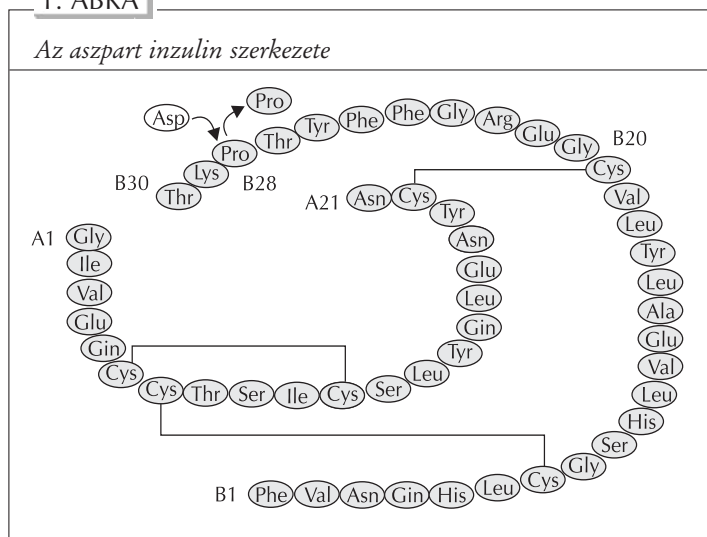 1. ÁBRA
Az aszpart inzulin szerkezete
Asp
Pro
B30
Thr Lys Pro Thr Tyr Phe Phe Gly Arg Glu Gly Cys Val Leu Tyr Leu Ala Glu Val Leu His Ser Gly Cys Leu His Gin Asn Val Phe
B28
B20
B1
A21
Asn Cys Tyr Asn Glu Leu Gin Tyr Leu Ser Cys Ile Ser Thr Cys Cys Gin Glu Val Ile Gly
A1